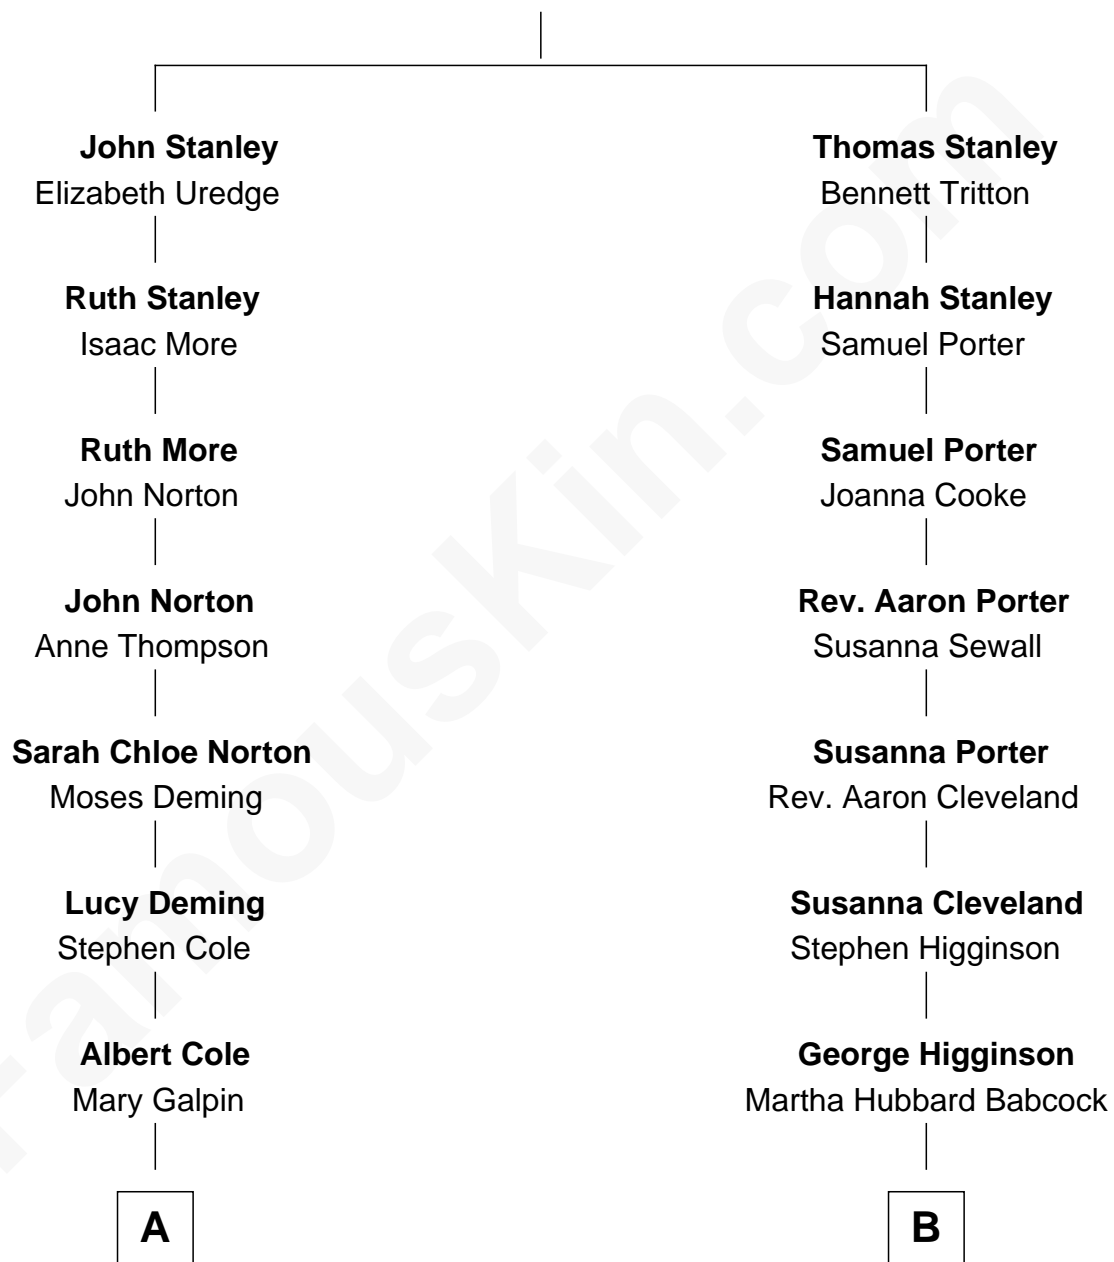 John Stanley
Elizabeth Uredge
Ruth Stanley
Isaac More
Ruth More
John Norton
John Norton
Anne Thompson
Sarah Chloe Norton
Moses Deming
Lucy Deming
Stephen Cole
Albert Cole
Mary Galpin
A
Thomas Stanley
Bennett Tritton
Hannah Stanley
Samuel Porter
Samuel Porter
Joanna Cooke
Rev. Aaron Porter
Susanna Sewall
Susanna Porter
Rev. Aaron Cleveland
Susanna Cleveland
Stephen Higginson
George Higginson
Martha Hubbard Babcock
B
FamousKin.com